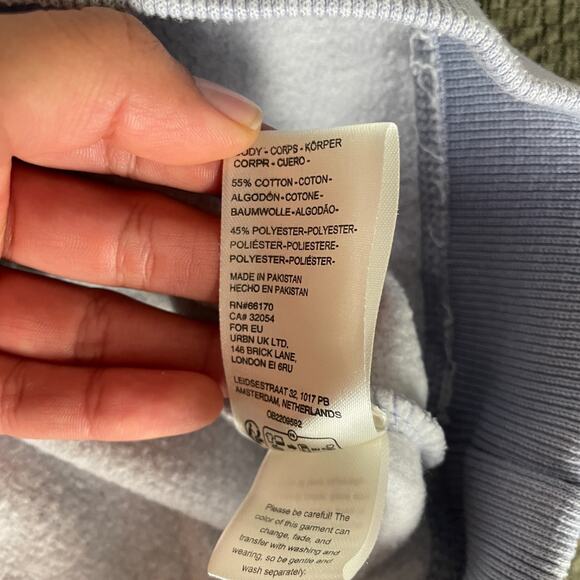 BODY - CORPS - KÖRPER
CORPR - CUERO -
55% COTTON-COTON-
ALGODÓN-COTONE-
BAUMWOLLE-ALGODÃO-
45% POLYESTER-POLYESTER-
POLIÉSTER-POLIESTERE-
POLYESTER-POLIÉSTER-
MADE IN PAKISTAN
HECHO EN PAKISTAN
RN#66170
CA# 32054
FOR EU
URBN UK LTD.
146 BRICK LANE,
LONDON EI 6RU
LEIDSESTRAAT 32, 1017 PB
AMSTERDAM, NETHERLANDS
OB2209592
Please be careful! The
color of this garment can
change, fade, and
transfer with washing and
wearing, so be gentle and
wash separately.